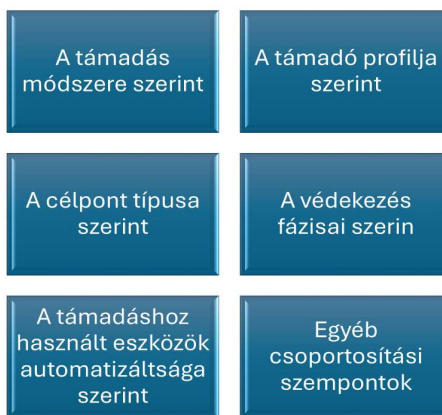 A támadás
módszere szerint
A támadó profilja
szerint
A célpont típusa
szerint
A védekezés
fázisai szerin
A támadáshoz
használt eszközök
automatizáltsága
szerint
Egyéb
csoportosítási
szempontok